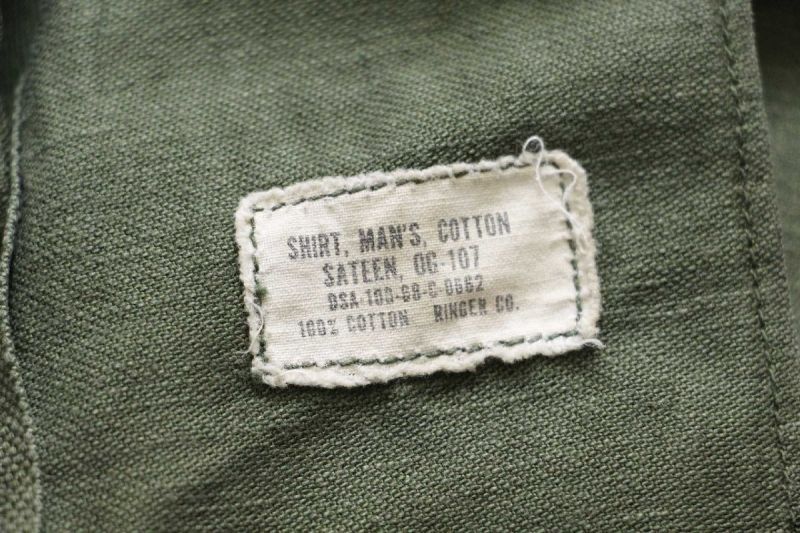 SHIRT, MAN'S, COTTON
SATEEN, OG-107
DSA-100-68-C-0662
100% COTTON RINGER CO.